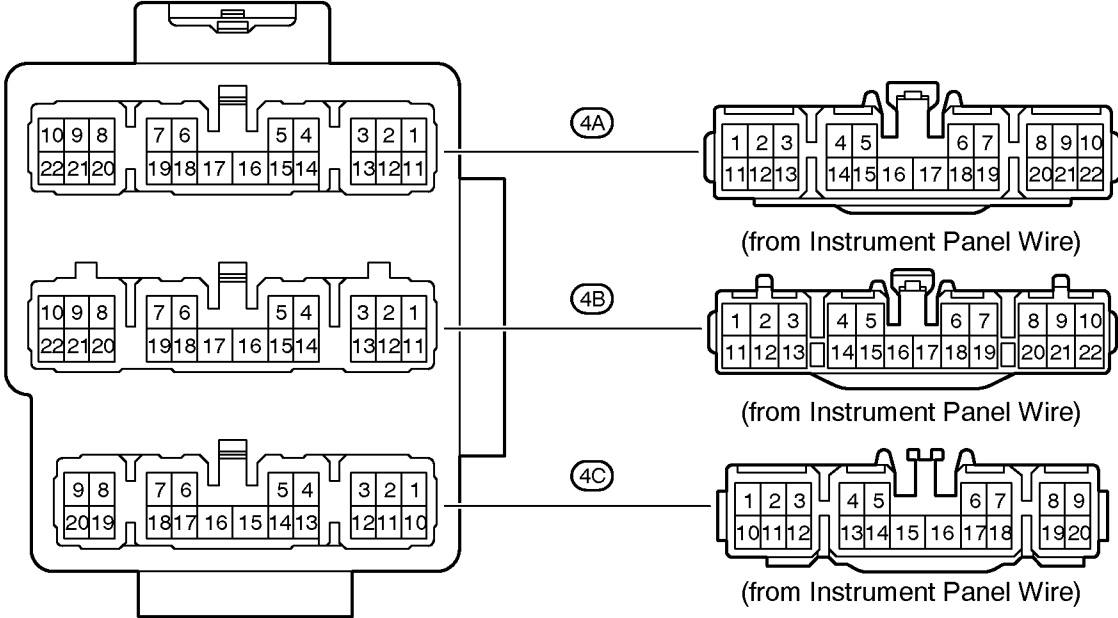 10 9 8 7 6 5 4 3 2 1
22 21 20 19 18 17 16 15 14 13 12 11
4A
1 2 3 4 5 6 7 8 9 10
11 12 13 14 15 16 17 18 19 20 21 22
(from Instrument Panel Wire)
10 9 8 7 6 5 4 3 2 1
22 21 20 19 18 17 16 15 14 13 12 11
4B
1 2 3 4 5 6 7 8 9 10
11 12 13 14 15 16 17 18 19 20 21 22
(from Instrument Panel Wire)
9 8 7 6 5 4 3 2 1
20 19 18 17 16 15 14 13 12 11 10
4C
1 2 3 4 5 6 7 8 9
10 11 12 13 14 15 16 17 18 19 20
(from Instrument Panel Wire)